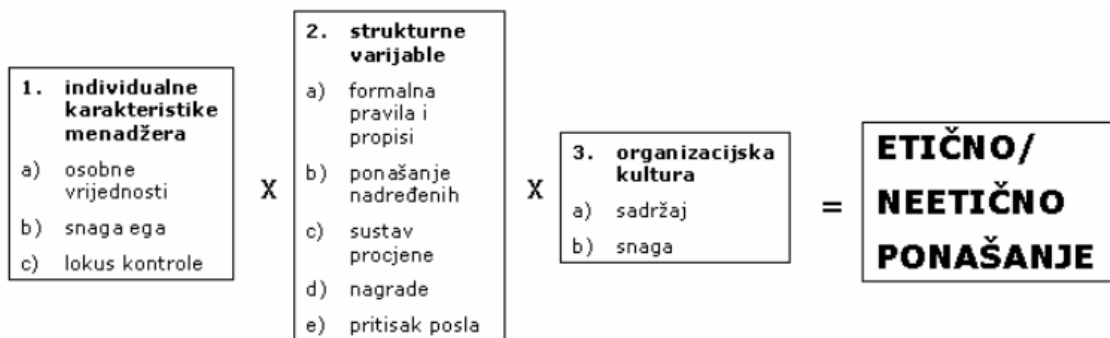 1. individualne
karakteristike
menadžera
a) osobne
vrijednosti
b) snaga ega
c) lokus kontrole
X
2. strukturne
varijable
a) formalna
pravila i
propisi
b) ponašanje
nadređenih
c) sustav
procjene
d) nagrade
e) pritisak posla
X
3. organizacijska
kultura
a) sadržaj
b) snaga
=
ETIČNO/
NEETIČNO
PONAŠANJE